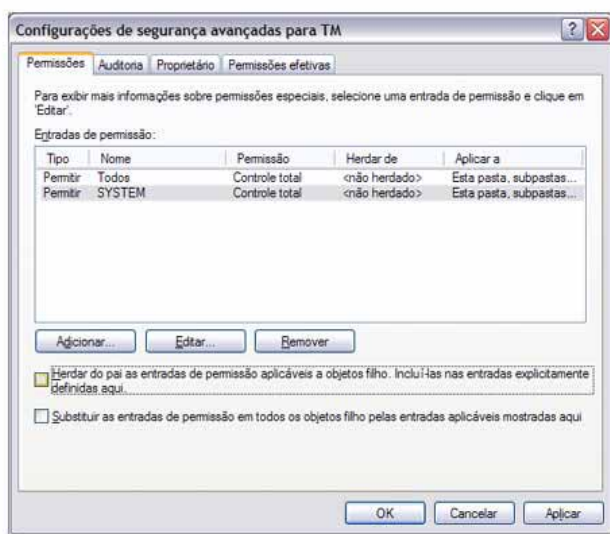 Configurações de segurança avançadas para TM
Permissões Auditoria Proprietário Permissões efetivas
Para exibir mais informações sobre permissões especiais, selecione uma entrada de permissão e clique em
'Editar'.
Entradas de permissão:
Tipo Nome Permissão Herdar de Aplicar a
Permitir Todos Controle total <não herdado> Esta pasta, subpastas...
Permitir SYSTEM Controle total <não herdado> Esta pasta, subpastas...
Adicionar... Editar... Remover
Herdar do pai as entradas de permissão aplicáveis a objetos filho. Incluí-las nas entradas explicitamente
definidas aqui.
Substituir as entradas de permissão em todos os objetos filho pelas entradas aplicáveis mostradas aqui
OK Cancelar Aplicar